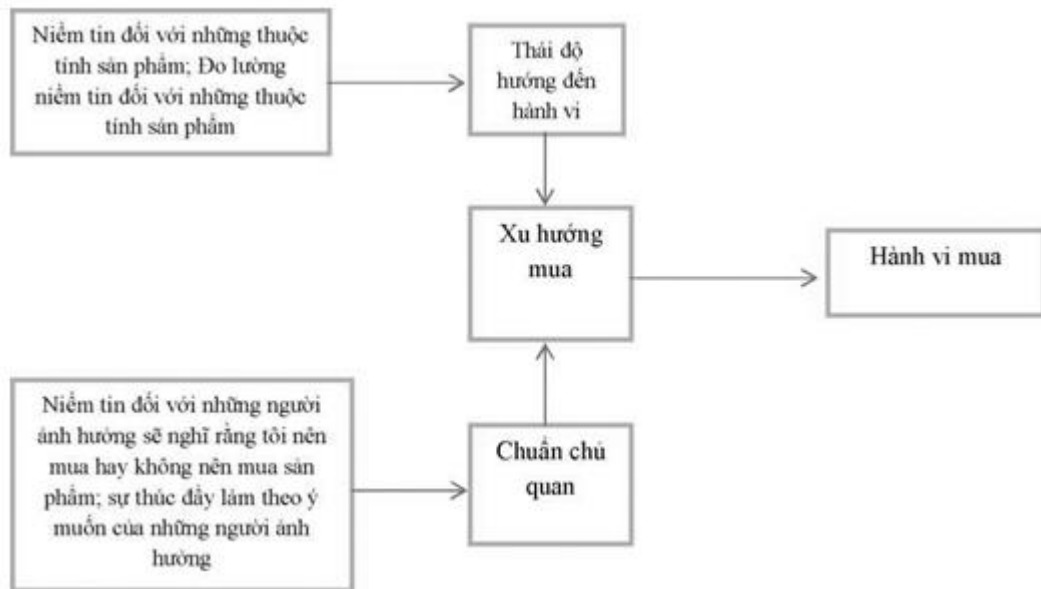 Niềm tin đối với những thuộc
tính sản phẩm; Đo lường
niềm tin đối với những thuộc
tính sản phẩm
Thái độ
hướng đến
hành vi
Xu hướng
mua
Hành vi mua
Niềm tin đối với những người
ảnh hưởng sẽ nghĩ rằng tôi nên
mua hay không nên mua sản
phẩm; sự thúc đẩy làm theo ý
muốn của những người ảnh
hưởng
Chuẩn chủ
quan